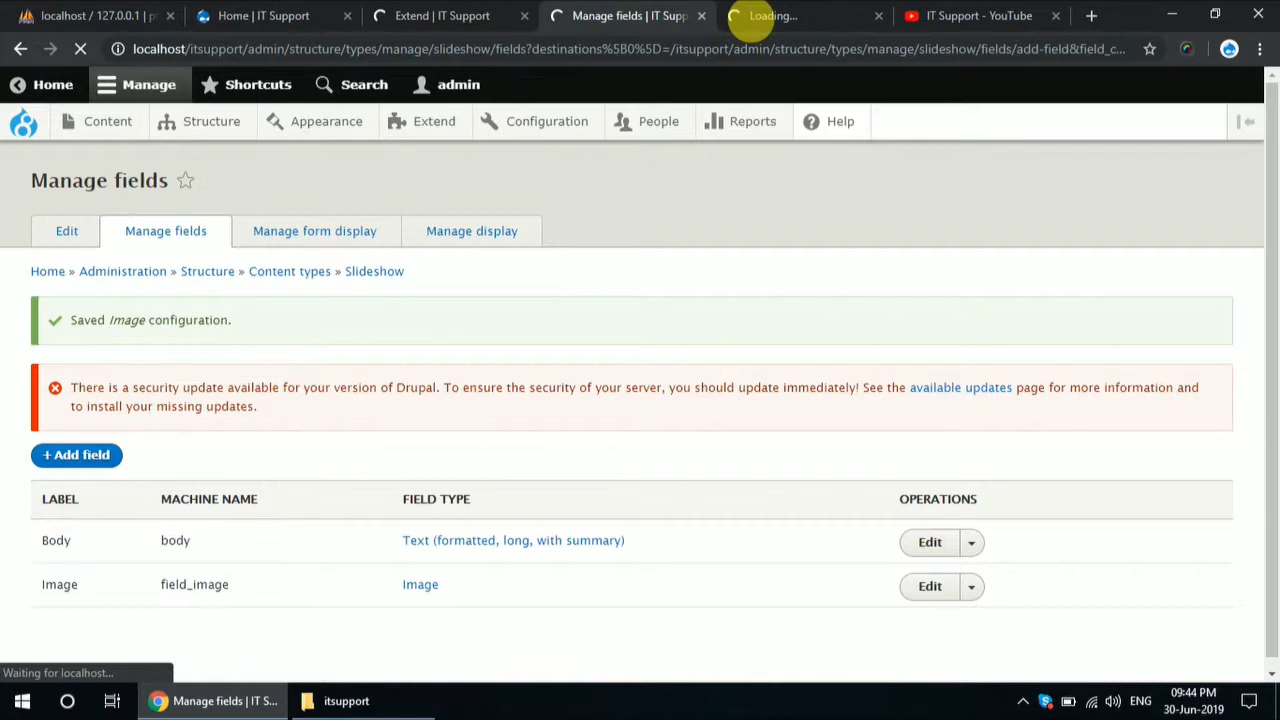 localhost / 127.0.0.1 | p
Home | IT Support
Extend | IT Support
Manage fields | IT Supp
Loading...
IT Support - YouTube
localhost/itsupport/admin/structure/types/manage/slideshow/fields?destinations%5B0%5D=/itsupport/admin/structure/types/manage/slideshow/fields/add-field&field_c...
Home
Manage
Shortcuts
Search
admin
Content
Structure
Appearance
Extend
Configuration
People
Reports
Help
Manage fields
Edit
Manage fields
Manage form display
Manage display
Home » Administration » Structure » Content types » Slideshow
Saved Image configuration.
There is a security update available for your version of Drupal. To ensure the security of your server, you should update immediately! See the available updates page for more information and
to install your missing updates.
+ Add field
LABEL MACHINE NAME FIELD TYPE OPERATIONS
Body body Text (formatted, long, with summary) Edit
Image field_image Image Edit
Waiting for localhost...
Manage fields | IT S...
itsupport
ENG
09:44 PM
30-Jun-2019